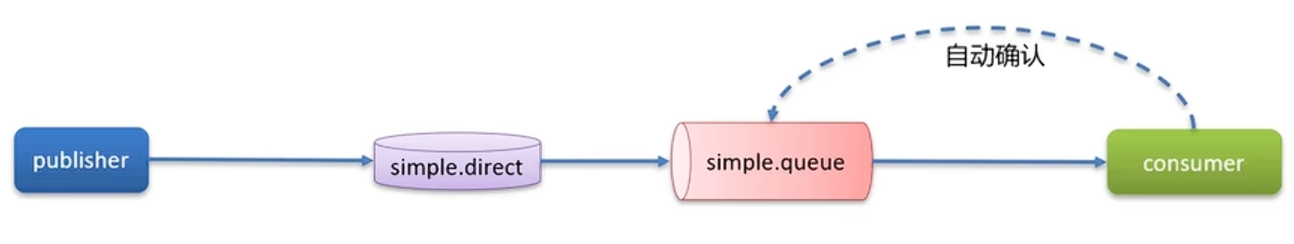 自动确认
publisher
simple.direct
simple.queue
consumer